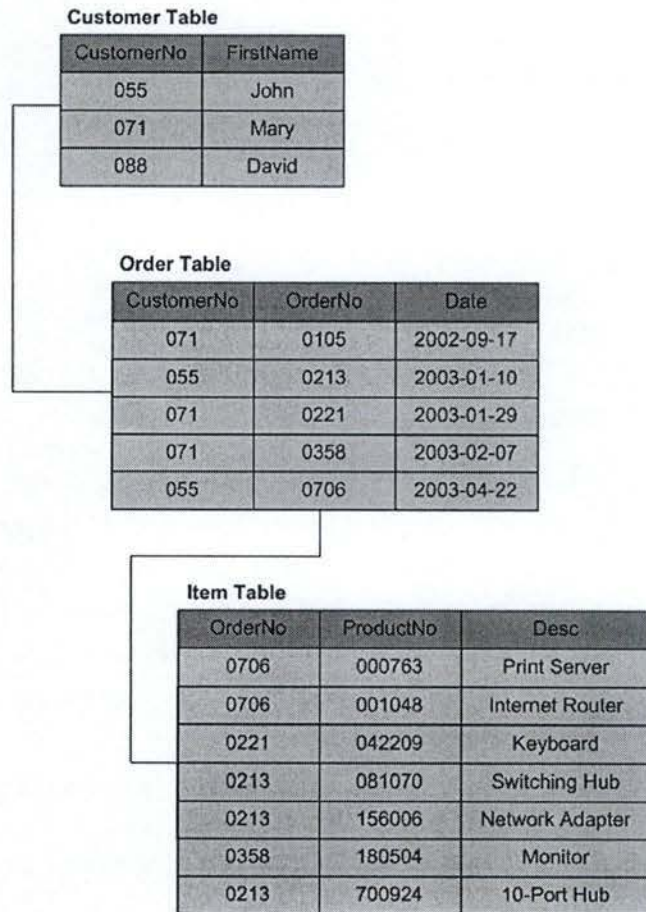 Customer Table
CustomerNo FirstName
055 John
071 Mary
088 David
Order Table
CustomerNo OrderNo Date
071 0105 2002-09-17
055 0213 2003-01-10
071 0221 2003-01-29
071 0358 2003-02-07
055 0706 2003-04-22
Item Table
OrderNo ProductNo Desc
0706 000763 Print Server
0706 001048 Internet Router
0221 042209 Keyboard
0213 081070 Switching Hub
0213 156006 Network Adapter
0358 180504 Monitor
0213 700924 10-Port Hub